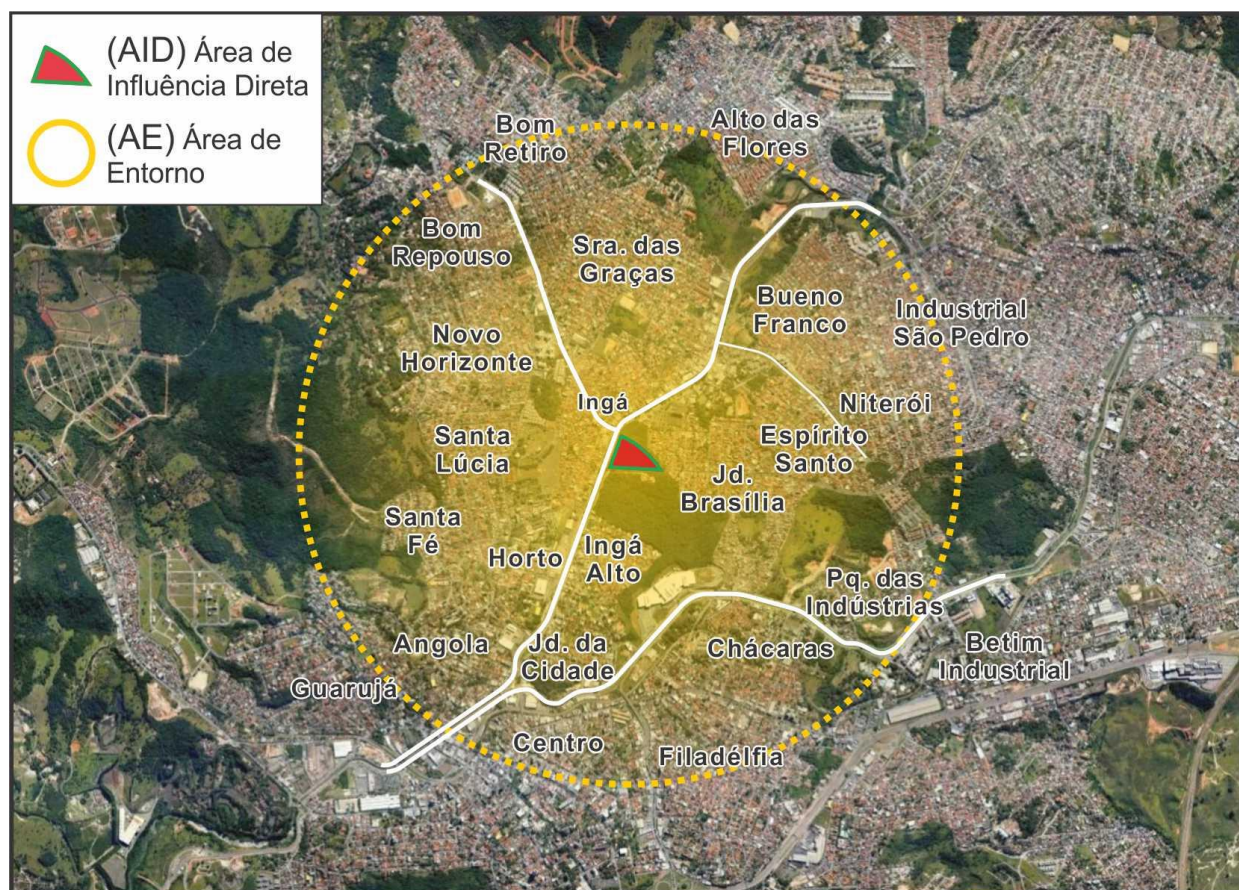 (AID) Área de
Influência Direta
(AE) Área de
Entorno
Bom
Retiro
Alto das
Flores
Bom
Repouso
Sra. das
Graças
Bueno
Franco
Industrial
São Pedro
Novo
Horizonte
Ingá
Niterói
Santa
Lúcia
Espírito
Santo
Jd.
Brasília
Santa
Fé
Horto
Ingá
Alto
Pq. das
Indústrias
Angola
Jd. da
Cidade
Chácaras
Betim
Industrial
Guarujá
Centro
Filadélfia